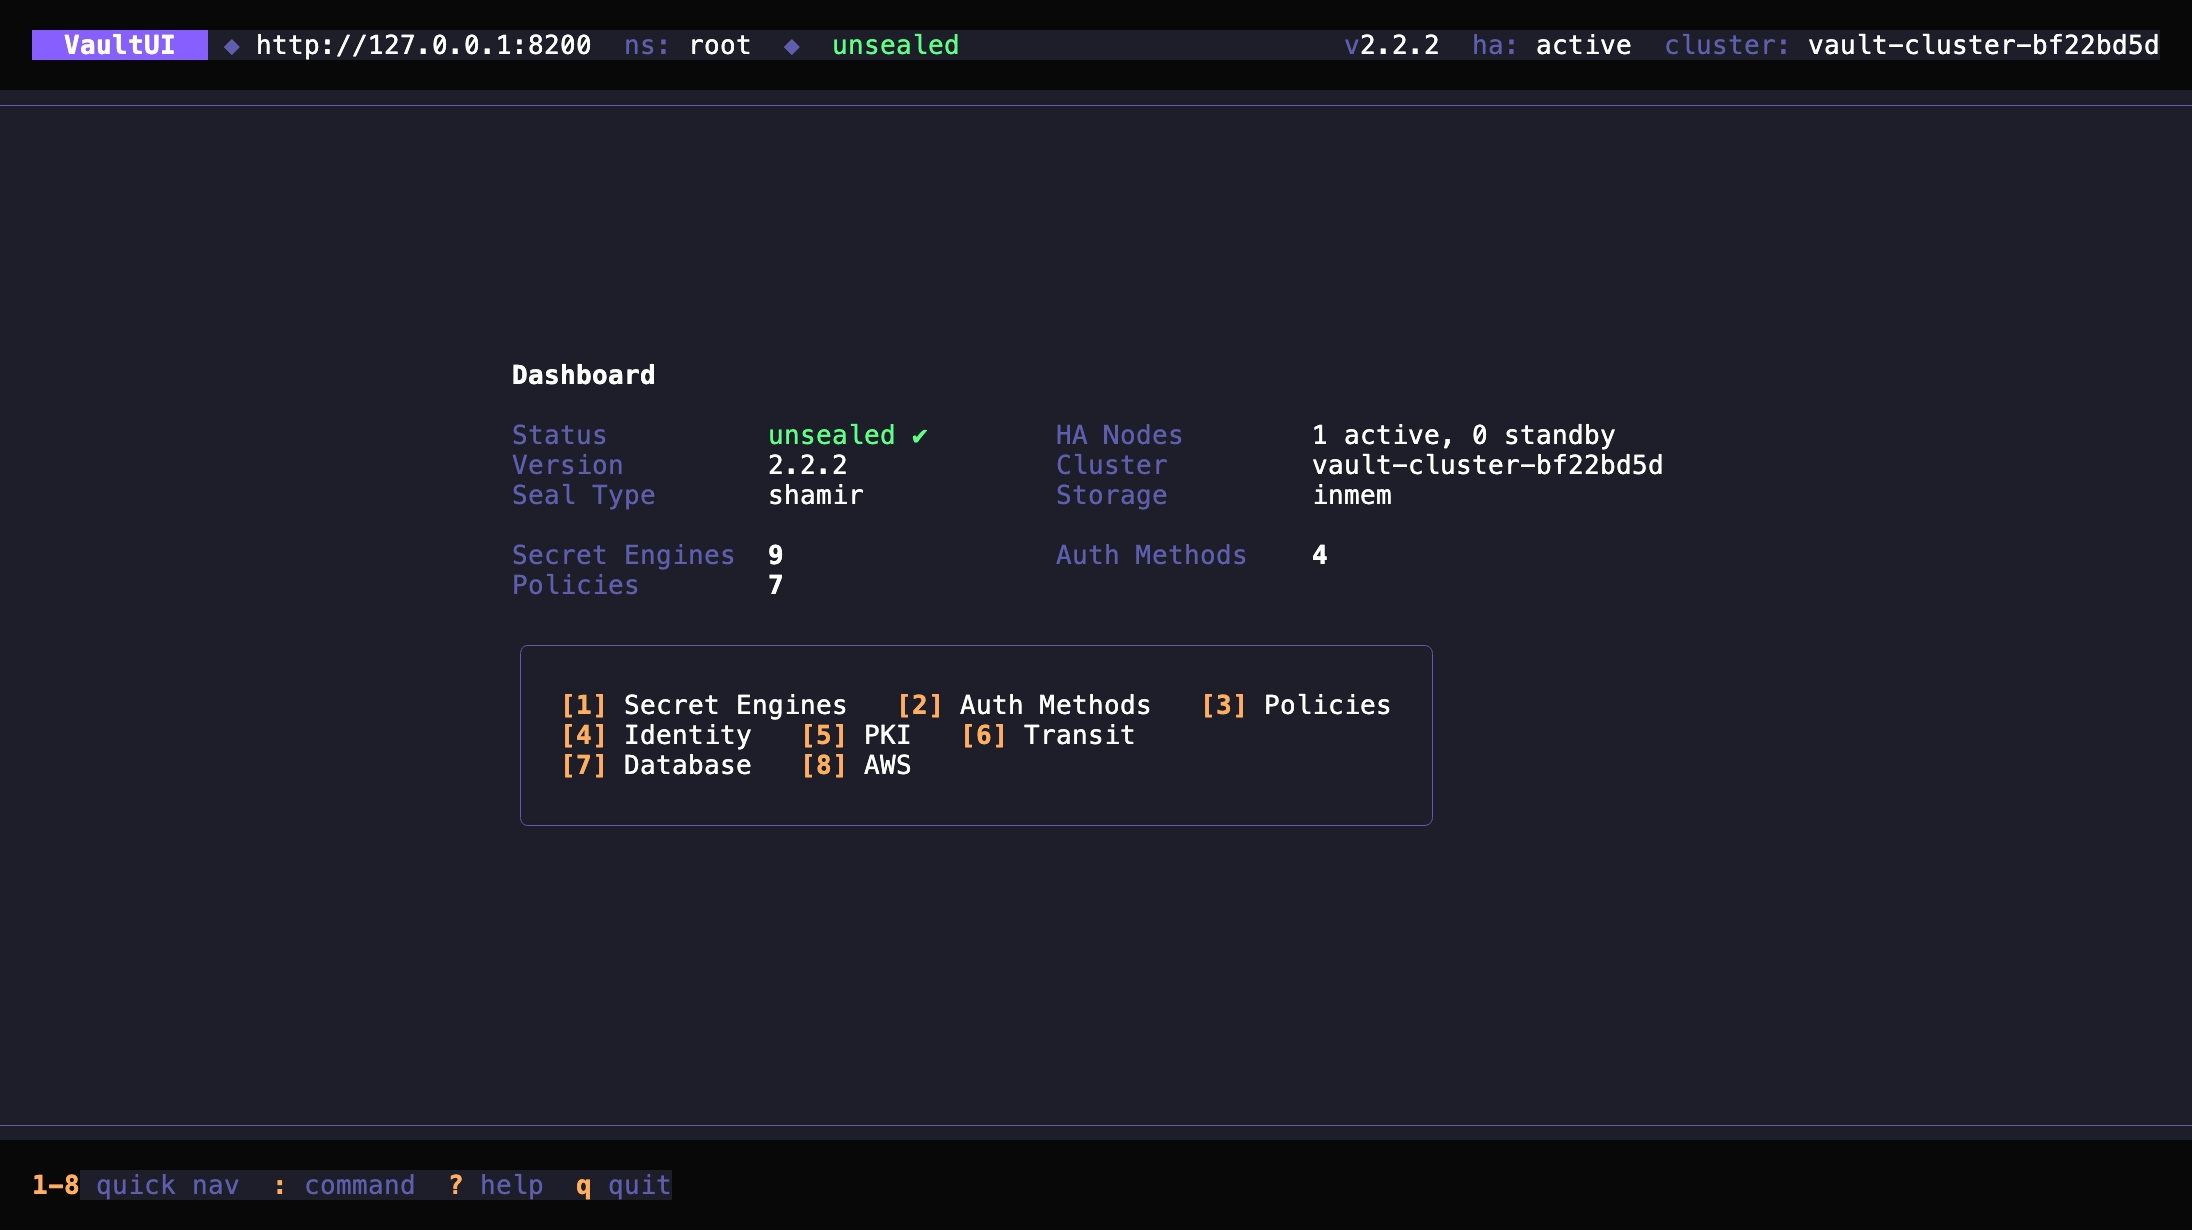 VaultUI ◆ http://127.0.0.1:8200 ns: root ◆ unsealed v2.2.2 ha: active cluster: vault-cluster-bf22bd5d
Dashboard
Status unsealed ✔ HA Nodes 1 active, 0 standby
Version 2.2.2 Cluster vault-cluster-bf22bd5d
Seal Type shamir Storage inmem
Secret Engines 9 Auth Methods 4
Policies 7
[1] Secret Engines [2] Auth Methods [3] Policies
[4] Identity [5] PKI [6] Transit
[7] Database [8] AWS
1-8 quick nav : command ? help q quit